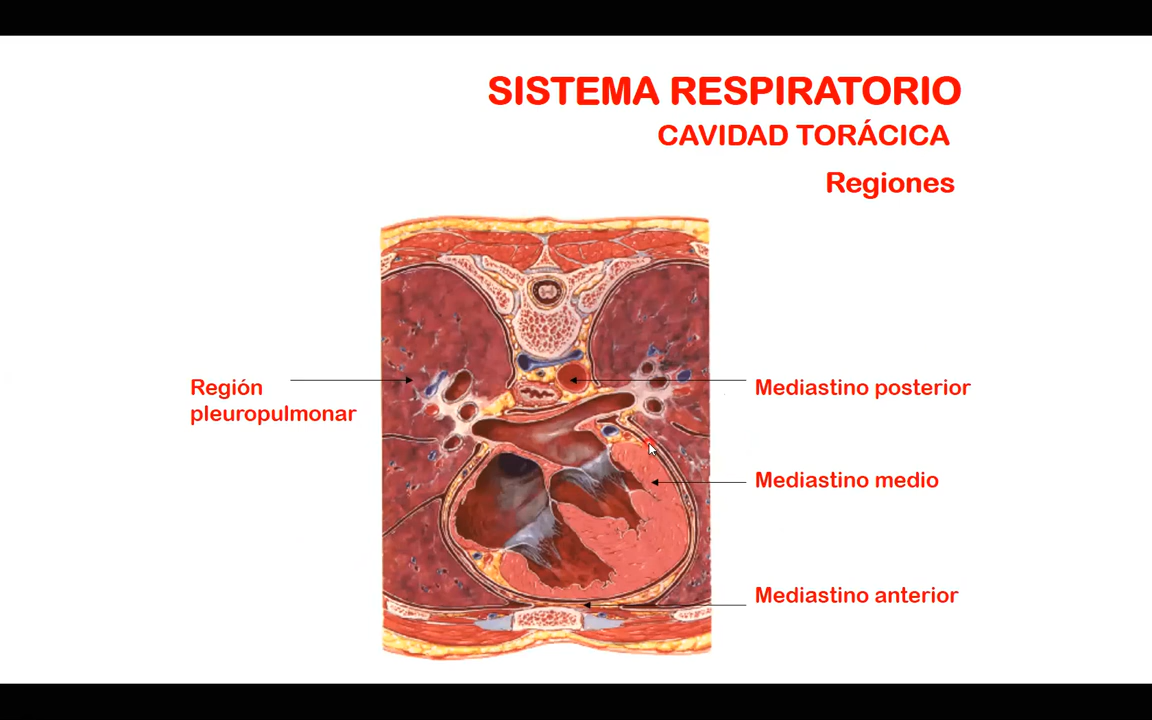 SISTEMA RESPIRATORIO
CAVIDAD TORÁCICA
Regiones
Región
pleuropulmonar
Mediastino posterior
Mediastino medio
Mediastino anterior